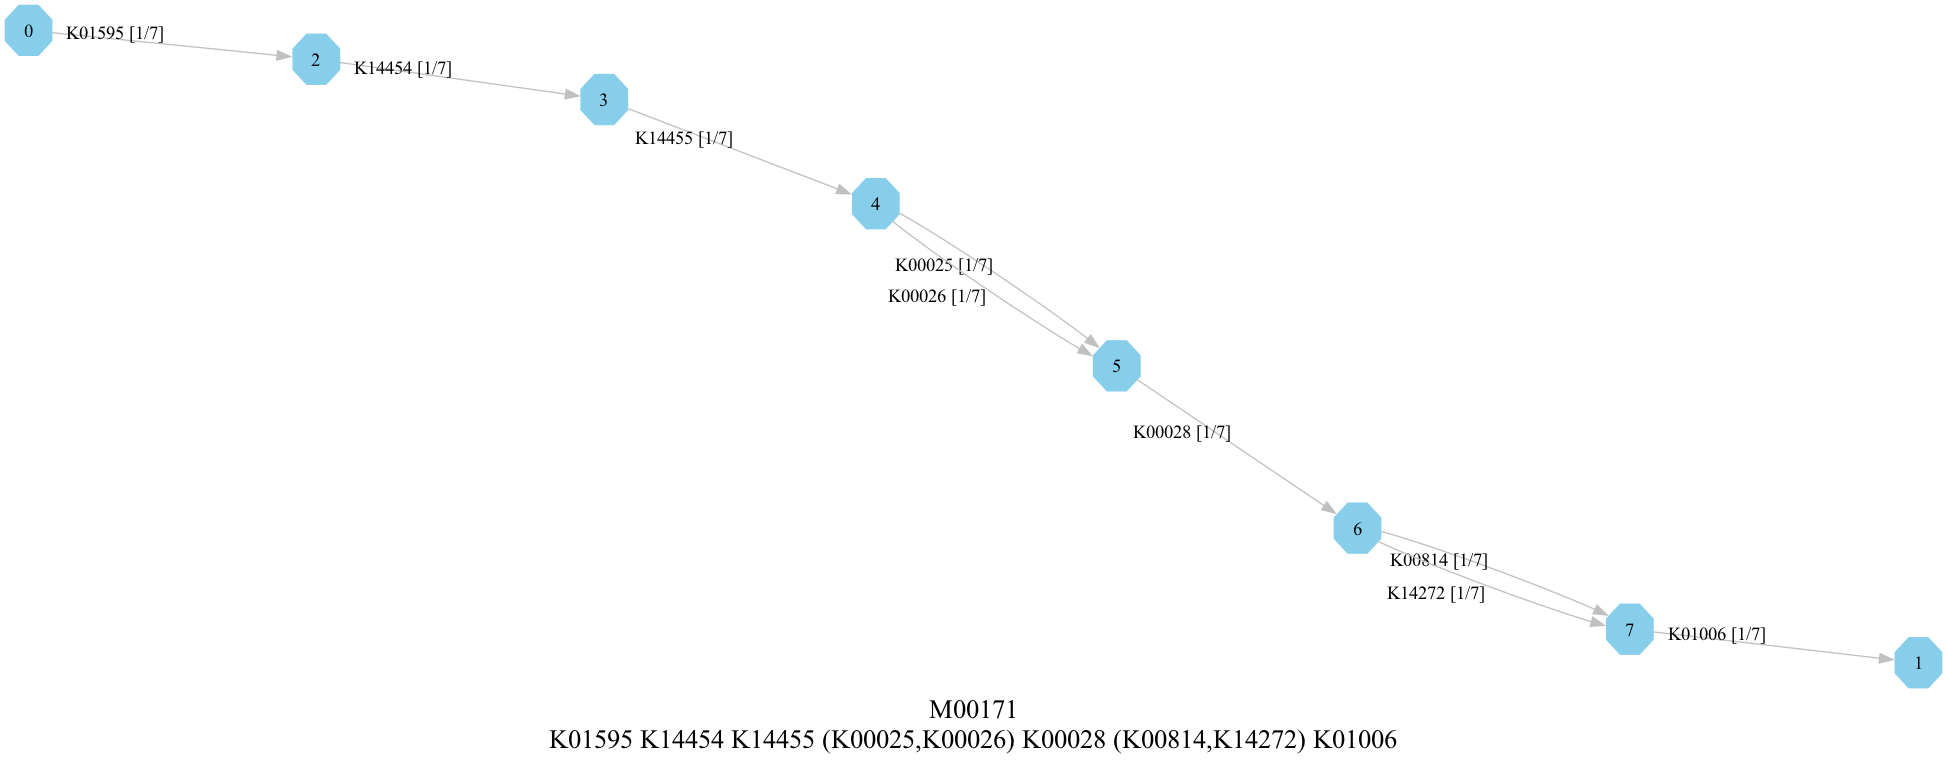 0
K01595 [1/7]
2
K14454 [1/7]
3
K14455 [1/7]
4
K00025 [1/7]
K00026 [1/7]
5
K00028 [1/7]
6
K00814 [1/7]
K14272 [1/7]
7
K01006 [1/7]
1
M00171
K01595 K14454 K14455 (K00025,K00026) K00028 (K00814,K14272) K01006